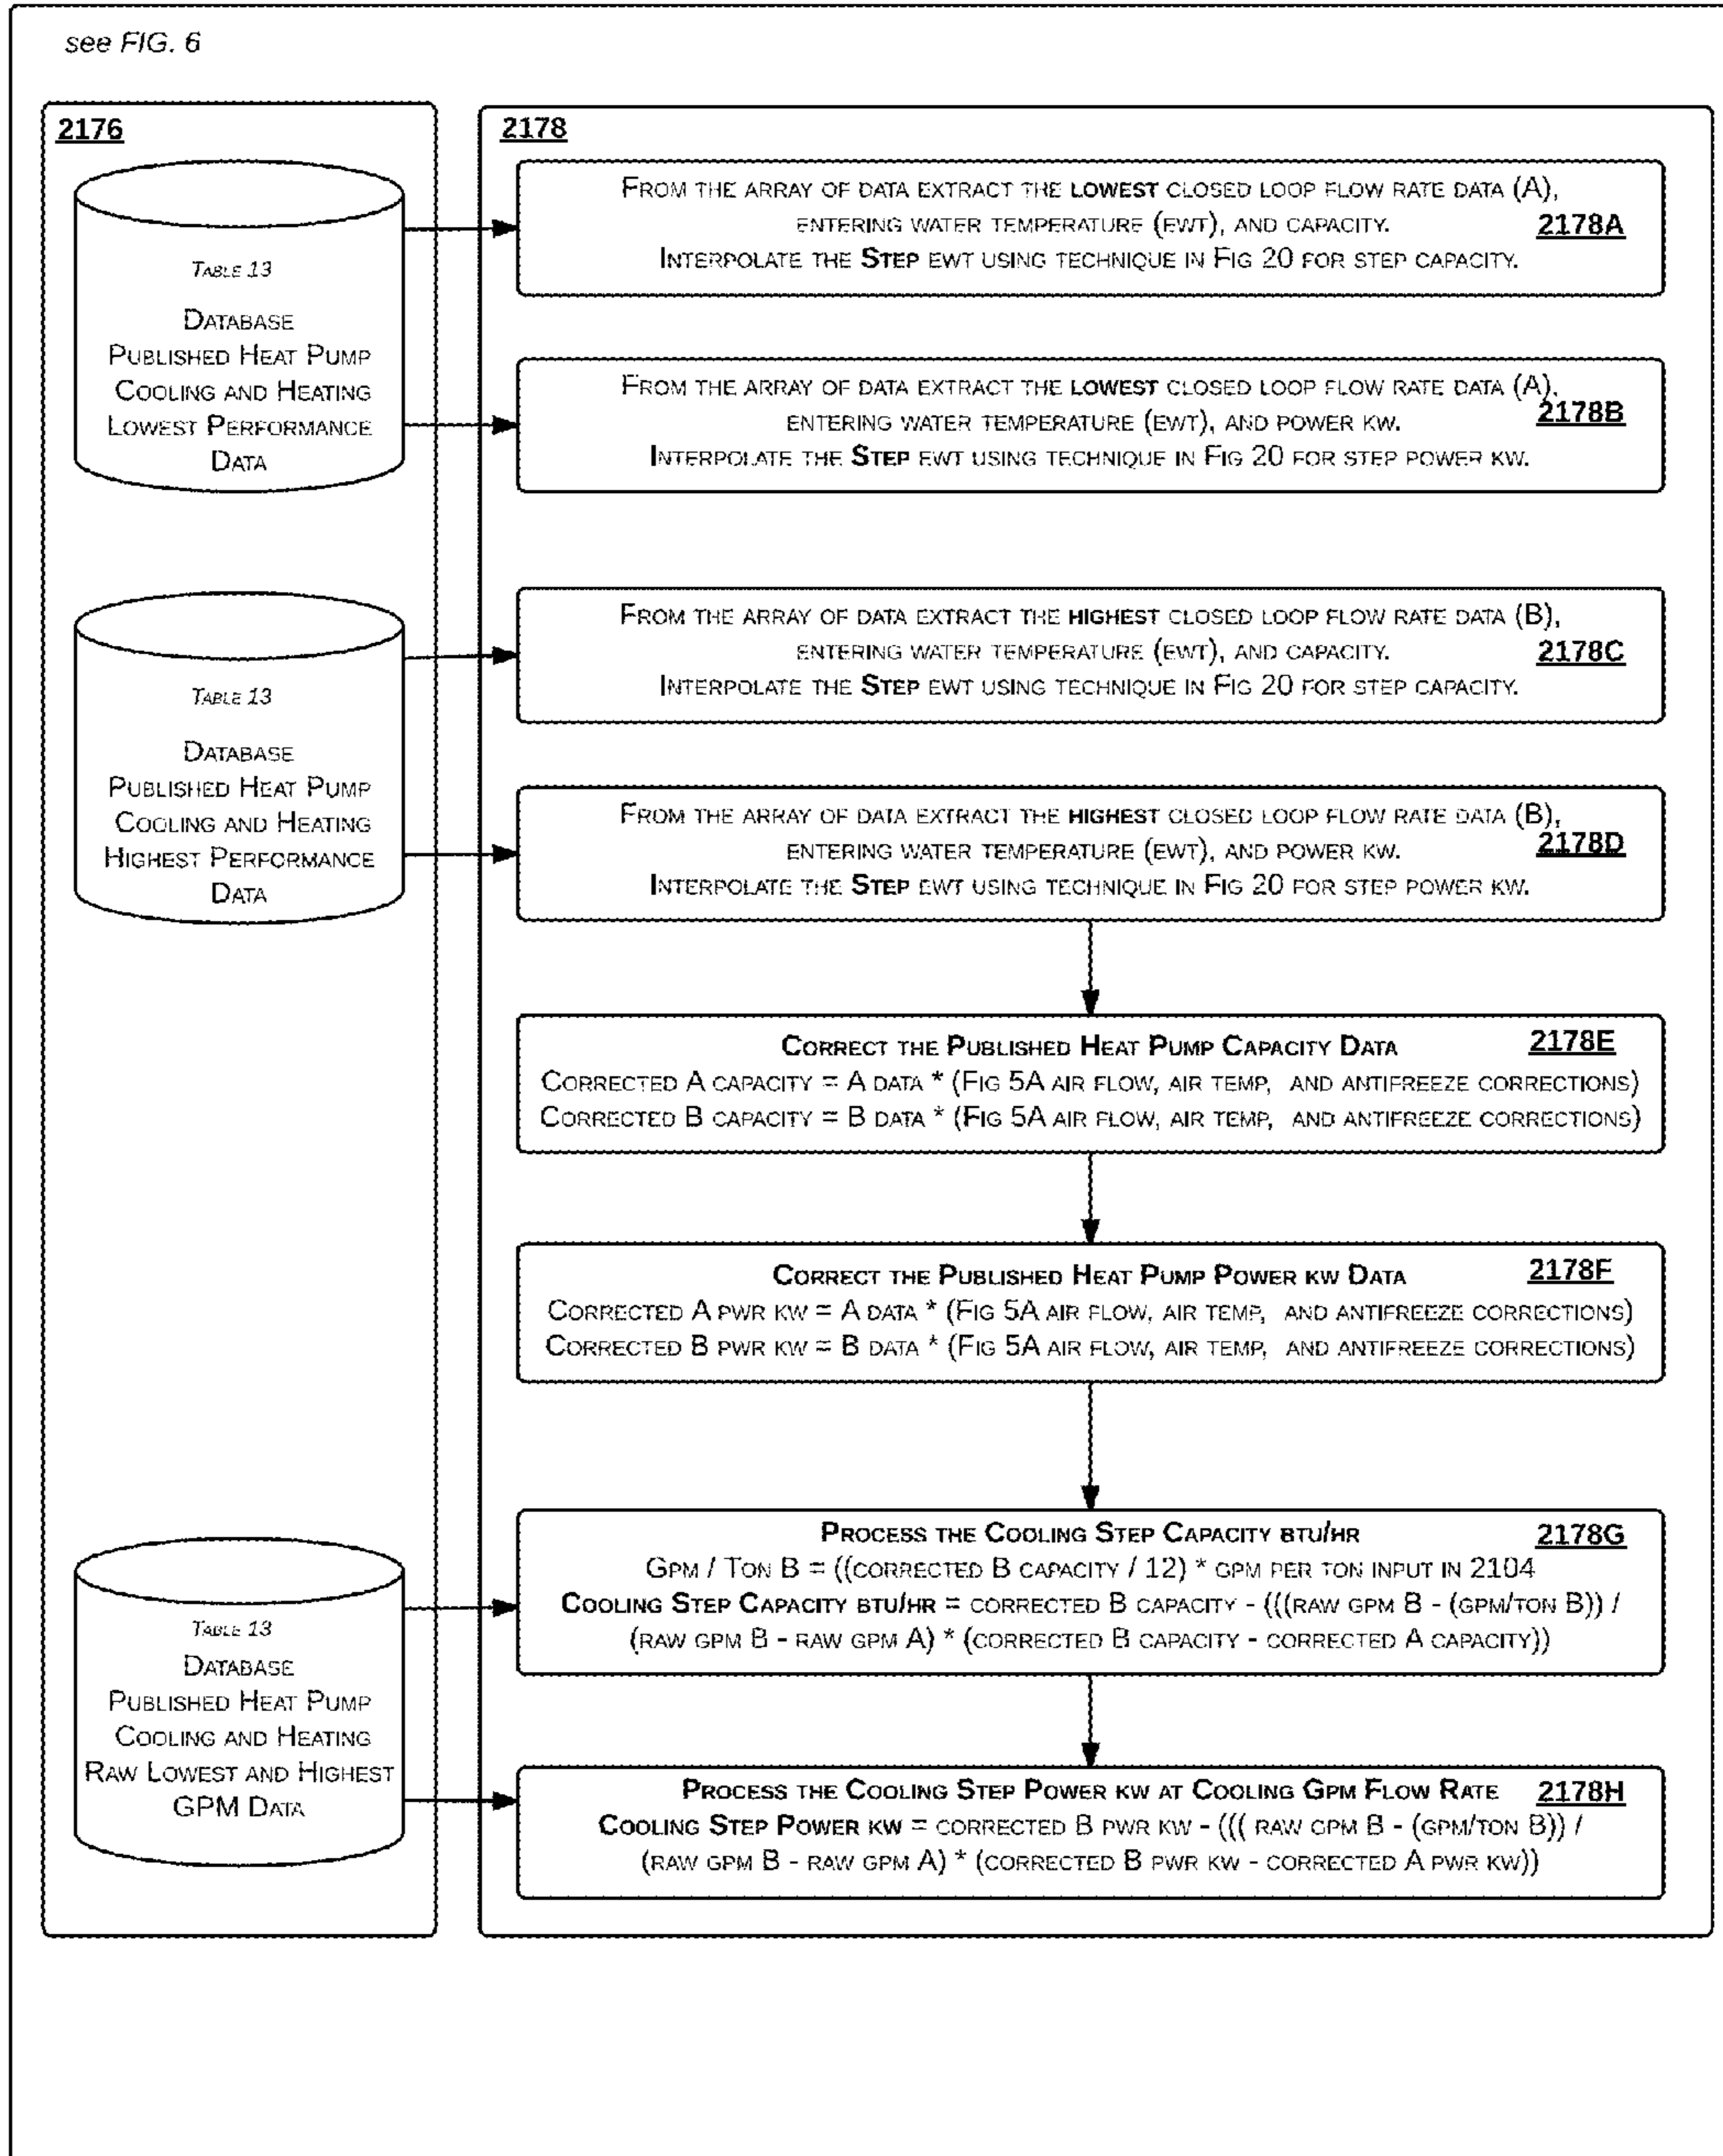 see FIG. 6
2176
Table 13
Database
Published Heat Pump
Cooling and Heating
Lowest Performance
Data
Table 13
Database
Published Heat Pump
Cooling and Heating
Highest Performance
Data
Table 13
Database
Published Heat Pump
Cooling and Heating
Raw Lowest and Highest
GPM Data
2178
From the array of data extract the lowest closed loop flow rate data (A),
entering water temperature (ewt), and capacity.
2178A
Interpolate the Step ewt using technique in Fig 20 for step capacity.
From the array of data extract the lowest closed loop flow rate data (A),
entering water temperature (ewt), and power kw.
2178B
Interpolate the Step ewt using technique in Fig 20 for step power kw.
From the array of data extract the highest closed loop flow rate data (B),
entering water temperature (ewt), and capacity.
2178C
Interpolate the Step ewt using technique in Fig 20 for step capacity.
From the array of data extract the highest closed loop flow rate data (B),
entering water temperature (ewt), and power kw.
2178D
Interpolate the Step ewt using technique in Fig 20 for step power kw.
Correct the Published Heat Pump Capacity Data
2178E
Corrected A capacity = A data * (Fig 5A air flow, air temp, and antifreeze corrections)
Corrected B capacity = B data * (Fig 5A air flow, air temp, and antifreeze corrections)
Correct the Published Heat Pump Power kw Data
2178F
Corrected A pwr kw = A data * (Fig 5A air flow, air temp, and antifreeze corrections)
Corrected B pwr kw = B data * (Fig 5A air flow, air temp, and antifreeze corrections)
Process the Cooling Step Capacity btu/hr
2178G
Gpm / Ton B = ((corrected B capacity / 12) * gpm per ton input in 2104
Cooling Step Capacity btu/hr = corrected B capacity - (((raw gpm B - (gpm/ton B)) /
(raw gpm B - raw gpm A) * (corrected B capacity - corrected A capacity))
Process the Cooling Step Power kw at Cooling Gpm Flow Rate
2178H
Cooling Step Power kw = corrected B pwr kw - ((( raw gpm B - (gpm/ton B)) /
(raw gpm B - raw gpm A) * (corrected B pwr kw - corrected A pwr kw))